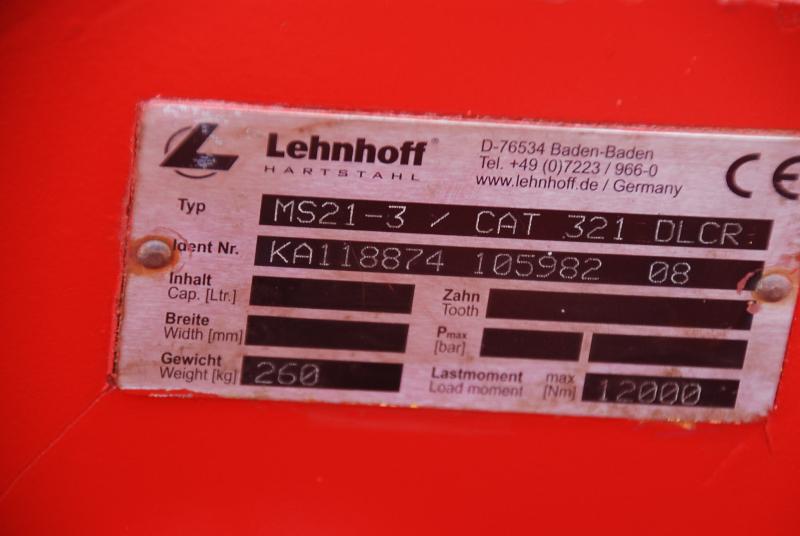 Lehnhoff®
HARTSTAHL
D-76534 Baden-Baden
Tel. +49 (0)7223 / 966-0
www.lehnhoff.de / Germany
CE
Typ MS21-3 / CAT 321 DLCR
Ident Nr. KA118874 105982 08
Inhalt
Cap. [Ltr.]
Zahn
Tooth
Breite
Width [mm]
Pmax
[bar]
Gewicht
Weight [kg] 260
Lastmoment max
Load moment [Nm] 12000